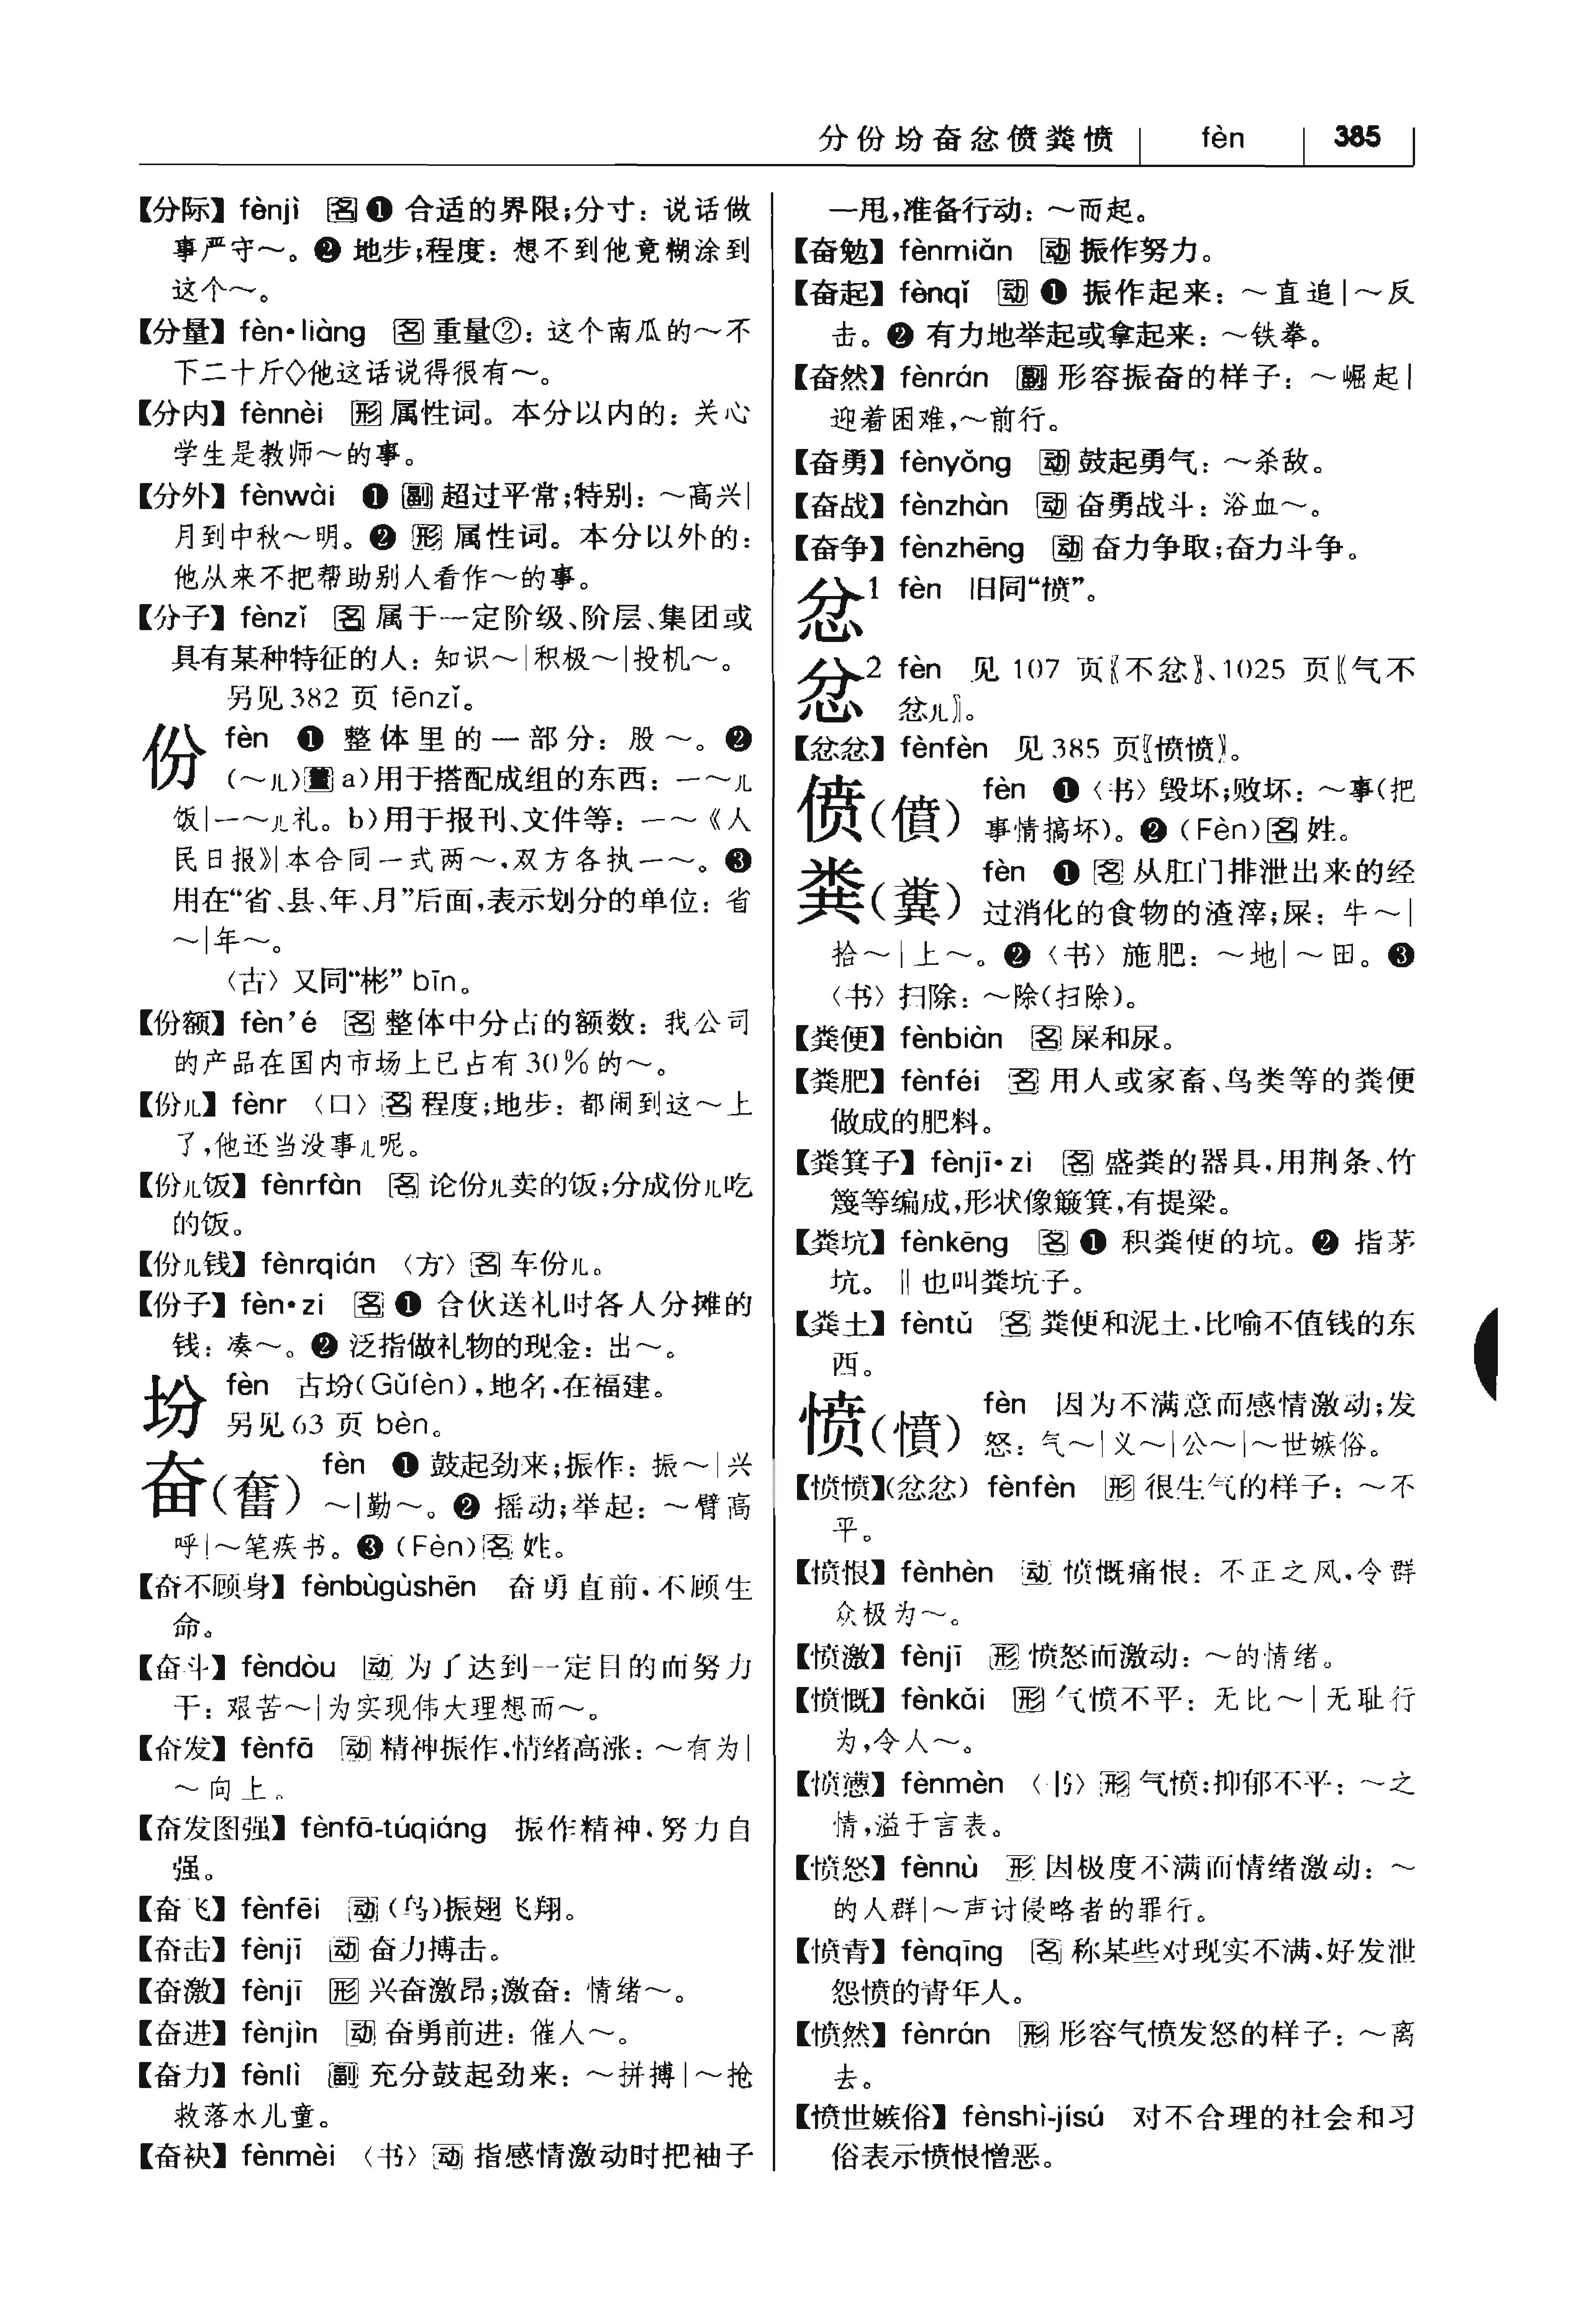 分份坋奋忿偾粪愤 fèn 385
【分际】 fènjì 名❶ 合适的界限;分寸: 说话做
事严守～。❷ 地步;程度: 想不到他竟糊涂到
这个～。
【分量】 fèn•liàng 名 重量②: 这个南瓜的～不
下二十斤◇他这话说得很有～。
【分内】 fènnèi 形 属性词。本分以内的: 关心
学生是教师～的事。
【分外】 fènwài ❶ 副 超过平常;特别: ～高兴|
月到中秋～明。❷ 形 属性词。本分以外的:
他从来不把帮助别人看作～的事。
【分子】 fènzǐ 名 属于一定阶级、阶层、集团或
具有某种特征的人: 知识～|积极～|投机～。
另见382 页 fēnzǐ。
份 fèn ❶ 整体里的一部分: 股～。❷
(～儿)量 a)用于搭配成组的东西: 一～儿
饭|一～儿礼。b)用于报刊、文件等: 一～《人
民日报》|本合同一式两～,双方各执一～。❸
用在“省、县、年、月”后面,表示划分的单位: 省
～|年～。
〈古〉又同“彬” bīn。
【份额】 fèn’é 名 整体中分占的额数: 我公司
的产品在国内市场上已占有30%的～。
【份儿】 fènr 〈口〉名 程度;地步: 都闹到这～上
了,他还当没事儿呢。
【份儿饭】 fènrfàn 名 论份儿卖的饭;分成份儿吃
的饭。
【份儿钱】 fènrqián 〈方〉名 车份儿。
【份子】 fèn•zi 名❶ 合伙送礼时各人分摊的
钱: 凑～。❷ 泛指做礼物的现金: 出～。
坋 fèn 古坋(Gǔfèn),地名,在福建。
另见63 页 bèn。
奋(奮) fèn ❶ 鼓起劲来;振作: 振～|兴
～|勤～。❷ 摇动;举起: ～臂高
呼|～笔疾书。❸ (Fèn)名 姓。
【奋不顾身】 fènbùgùshēn 奋勇直前,不顾生
命。
【奋斗】 fèndòu 动 为了达到一定目的而努力
干: 艰苦～|为实现伟大理想而～。
【奋发】 fènfā 动 精神振作,情绪高涨: ～有为|
～向上。
【奋发图强】 fènfā-túqiáng 振作精神,努力自
强。
【奋飞】 fènfēi 动 (鸟)振翅飞翔。
【奋击】 fènjī 动 奋力搏击。
【奋激】 fènjī 形 兴奋激昂;激奋: 情绪～。
【奋进】 fènjìn 动 奋勇前进: 催人～。
【奋力】 fènlì 副 充分鼓起劲来: ～拼搏|～抢
救落水儿童。
【奋袂】 fènmèi 〈书〉动 指感情激动时把袖子
一甩,准备行动: ～而起。
【奋勉】 fènmiǎn 动 振作努力。
【奋起】 fènqǐ 动❶ 振作起来: ～直追|～反
击。❷ 有力地举起或拿起来: ～铁拳。
【奋然】 fènrán 副 形容振奋的样子: ～崛起|
迎着困难,～前行。
【奋勇】 fènyǒng 动 鼓起勇气: ～杀敌。
【奋战】 fènzhàn 动 奋勇战斗: 浴血～。
【奋争】 fènzhēng 动 奋力争取;奋力斗争。
忿1 fèn 旧同“愤”。
忿2 fèn 见 107 页〖不忿〗、1025 页〖气不
忿儿〗。
【忿忿】 fènfèn 见385 页〖愤愤〗。
偾(僨) fèn ❶〈书〉毁坏;败坏: ～事(把
事情搞坏)。❷ (Fèn)名 姓。
粪(糞) fèn ❶ 名 从肛门排泄出来的经
过消化的食物的渣滓;屎: 牛～|
拾～|上～。❷〈书〉施肥: ～地|～田。❸
〈书〉扫除: ～除(扫除)。
【粪便】 fènbiàn 名 屎和尿。
【粪肥】 fènféi 名 用人或家畜、鸟类等的粪便
做成的肥料。
【粪箕子】 fènjī•zi 名 盛粪的器具,用荆条、竹
篾等编成,形状像簸箕,有提梁。
【粪坑】 fènkēng 名❶ 积粪便的坑。❷ 指茅
坑。‖也叫粪坑子。
【粪土】 fèntǔ 名 粪便和泥土,比喻不值钱的东
西。
愤(憤) fèn 因为不满意而感情激动;发
怒: 气～|义～|公～|～世嫉俗。
【愤愤】(忿忿) fènfèn 形 很生气的样子: ～不
平。
【愤恨】 fènhèn 动 愤慨痛恨: 不正之风,令群
众极为～。
【愤激】 fènjī 形 愤怒而激动: ～的情绪。
【愤慨】 fènkǎi 形 气愤不平: 无比～|无耻行
为,令人～。
【愤懑】 fènmèn 〈书〉形 气愤;抑郁不平: ～之
情,溢于言表。
【愤怒】 fènnù 形 因极度不满而情绪激动: ～
的人群|～声讨侵略者的罪行。
【愤青】 fènqīng 名 称某些对现实不满,好发泄
怨愤的青年人。
【愤然】 fènrán 形 形容气愤发怒的样子: ～离
去。
【愤世嫉俗】 fènshì-jísú 对不合理的社会和习
俗表示愤恨憎恶。